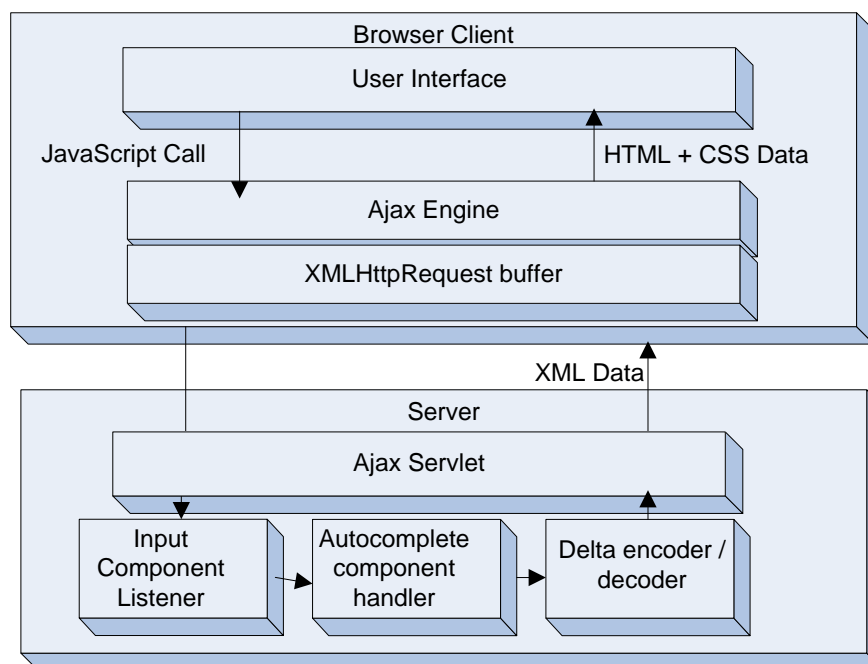 Browser Client
User Interface
JavaScript Call
HTML + CSS Data
Ajax Engine
XMLHttpRequest buffer
XML Data
Server
Ajax Servlet
Input
Component
Listener
Autocomplete
component
handler
Delta encoder /
decoder